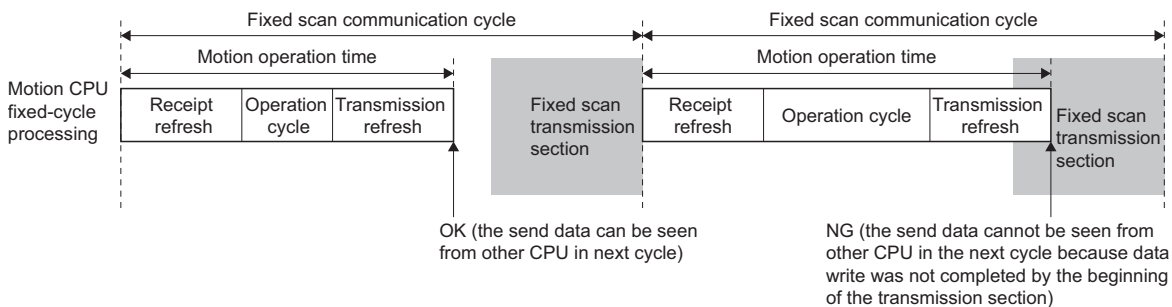 Fixed scan communication cycle
Fixed scan communication cycle
Motion operation time
Motion operation time
Motion CPU
fixed-cycle
processing
Receipt
refresh
Operation
cycle
Transmission
refresh
Fixed scan
transmission
section
Receipt
refresh
Operation cycle
Transmission
refresh
Fixed scan
transmission
section
OK (the send data can be seen
from other CPU in next cycle)
NG (the send data cannot be seen from
other CPU in the next cycle because data
write was not completed by the beginning
of the transmission section)